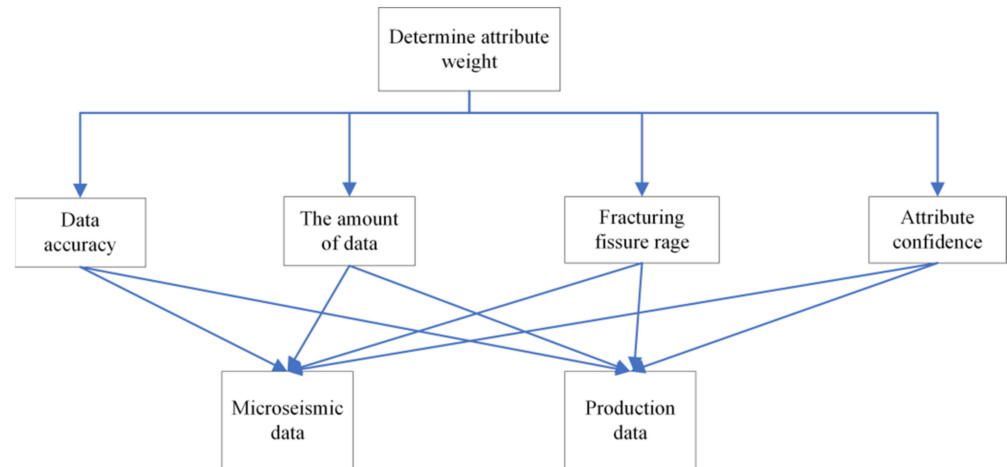 Determine attribute
weight
Data
accuracy
The amount
of data
Fracturing
fissure rage
Attribute
confidence
Microseismic
data
Production
data